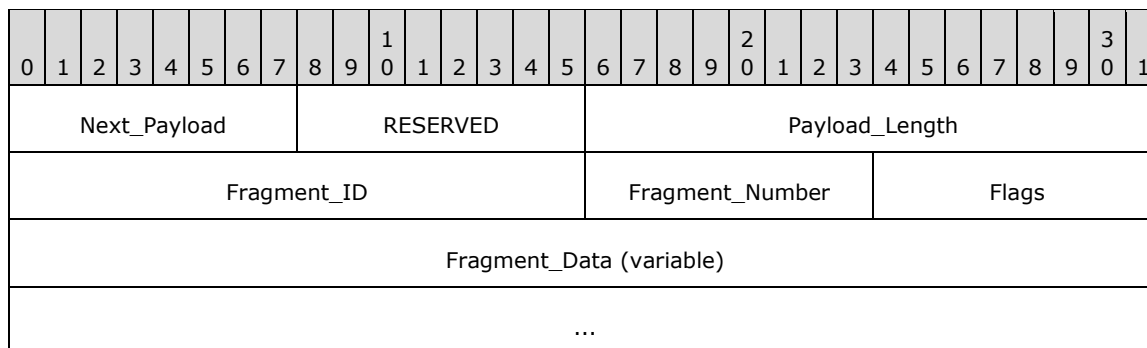 1 2 3
0 1 2 3 4 5 6 7 8 9 0 1 2 3 4 5 6 7 8 9 0 1 2 3 4 5 6 7 8 9 0 1
Next_Payload RESERVED Payload_Length
Fragment_ID Fragment_Number Flags
Fragment_Data (variable)
...